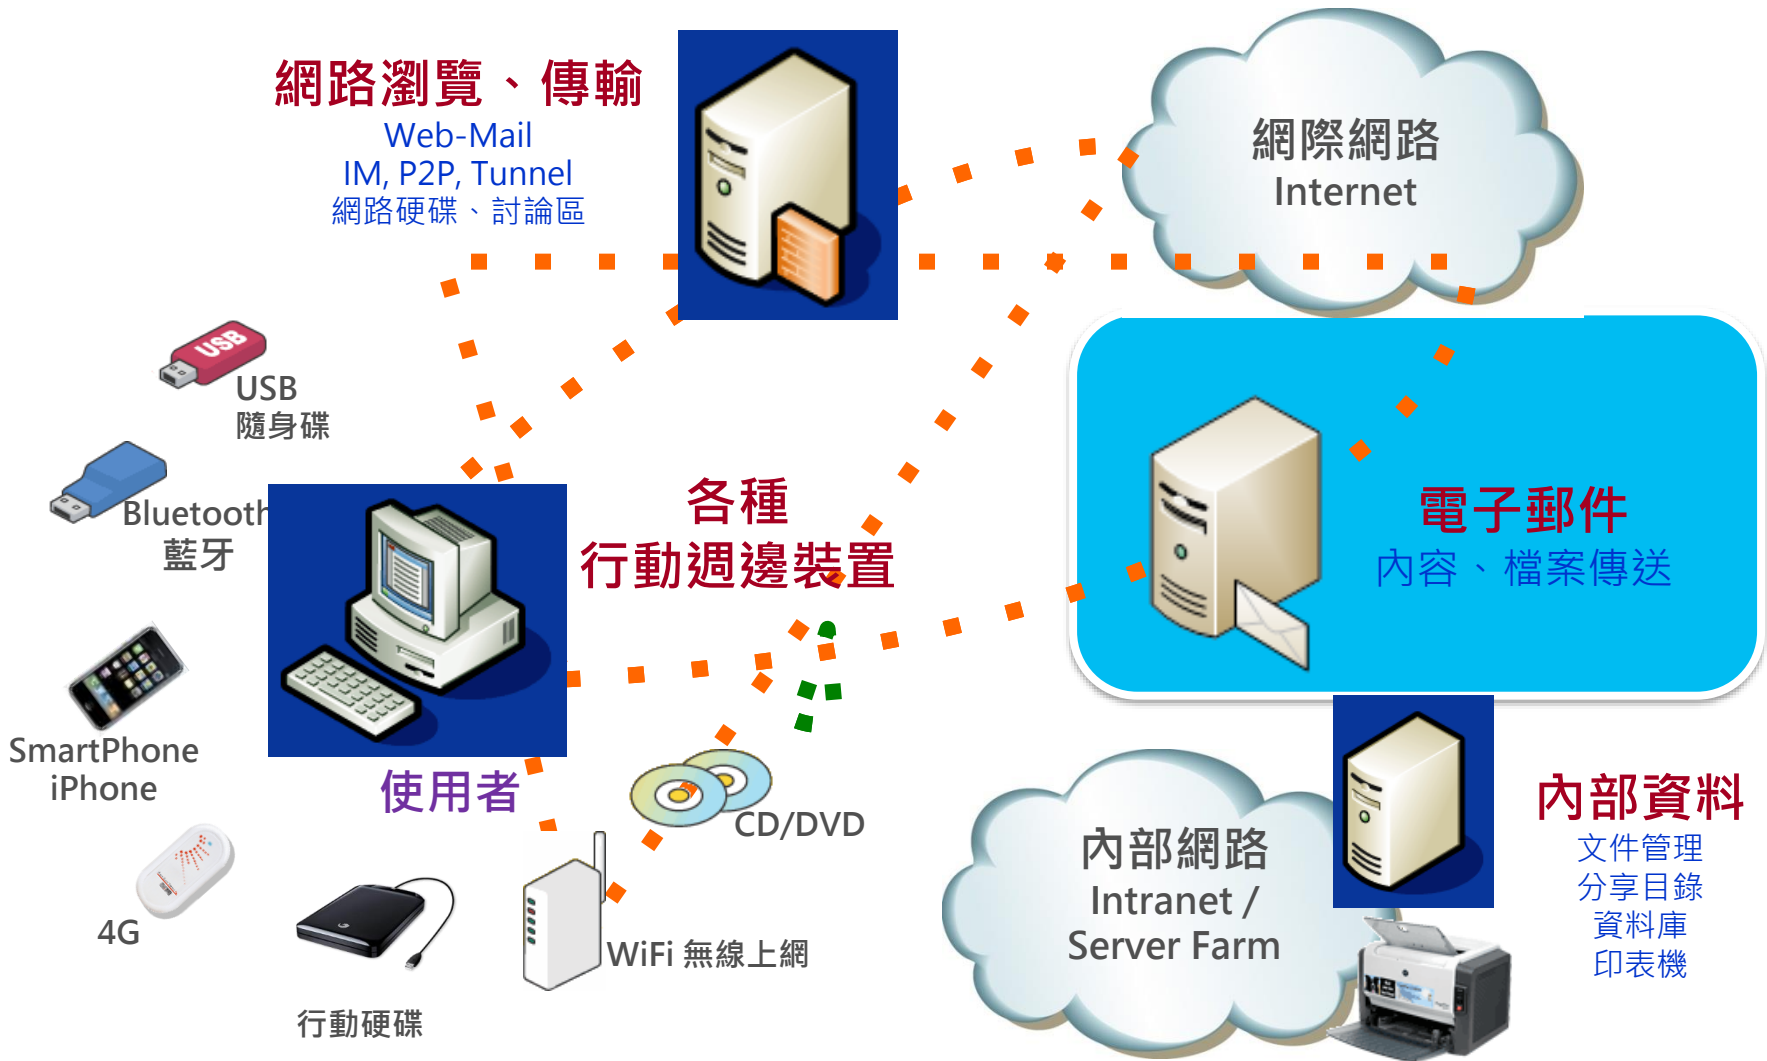 網路瀏覽、傳輸
Web-Mail
IM, P2P, Tunnel
網路硬碟、討論區
網際網路
Internet
USB
USB
隨身碟
Bluetooth
藍牙
各種
行動週邊裝置
電子郵件
內容、檔案傳送
SmartPhone
iPhone
使用者
CD/DVD
4G
WiFi 無線上網
行動硬碟
內部網路
Intranet /
Server Farm
內部資料
文件管理
分享目錄
資料庫
印表機